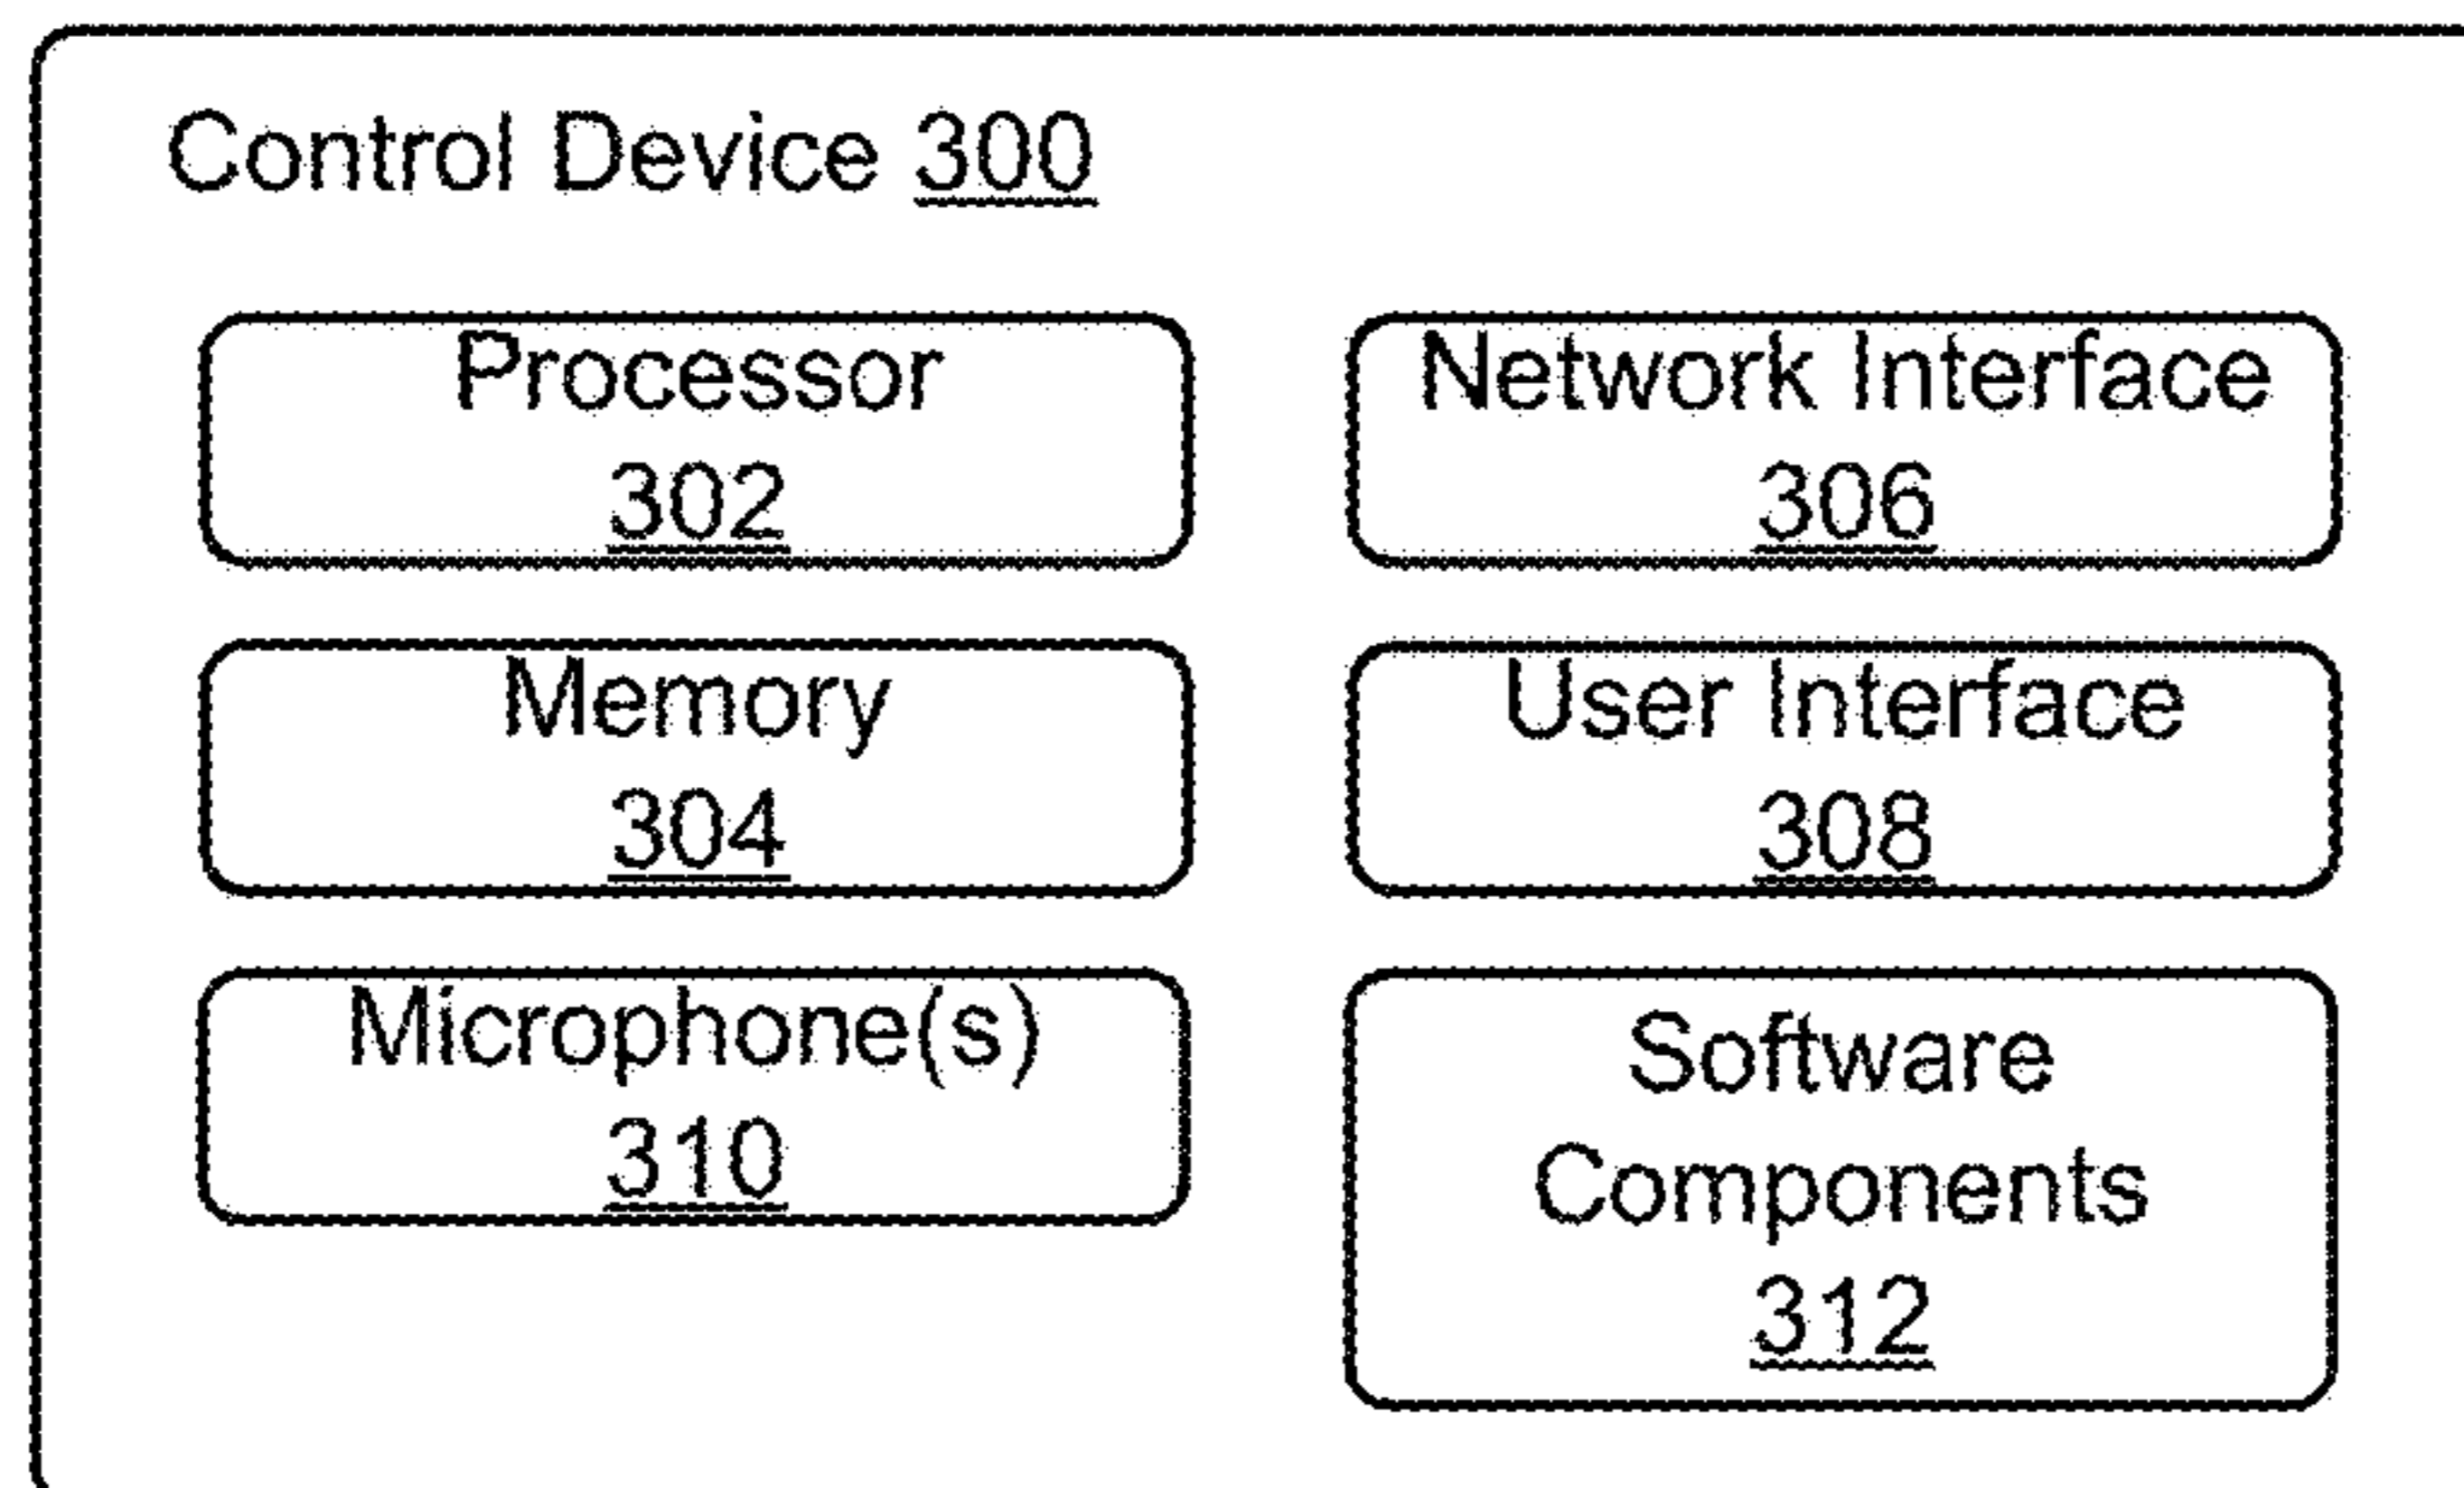 Control Device 300
Processor
302
Network Interface
306
Memory
304
User Interface
308
Microphone(s)
310
Software
Components
312